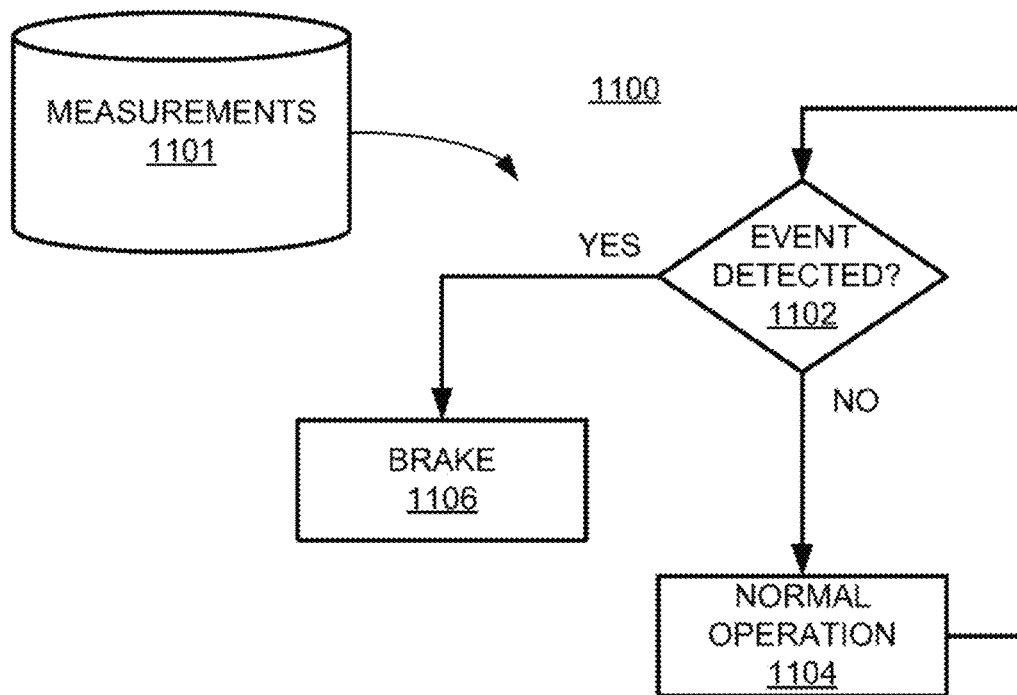 MEASUREMENTS
1101
1100
EVENT
DETECTED?
1102
YES
NO
BRAKE
1106
NORMAL
OPERATION
1104